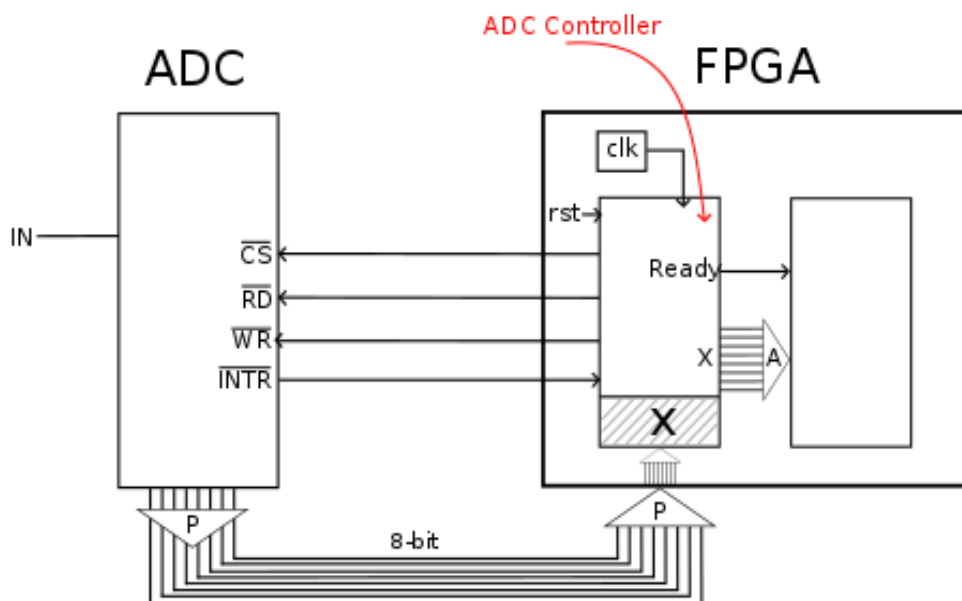 ADC Controller
ADC
FPGA
clk
rst
IN
CS
Ready
RD
WR
X
A
INTR
X
P
8-bit
P